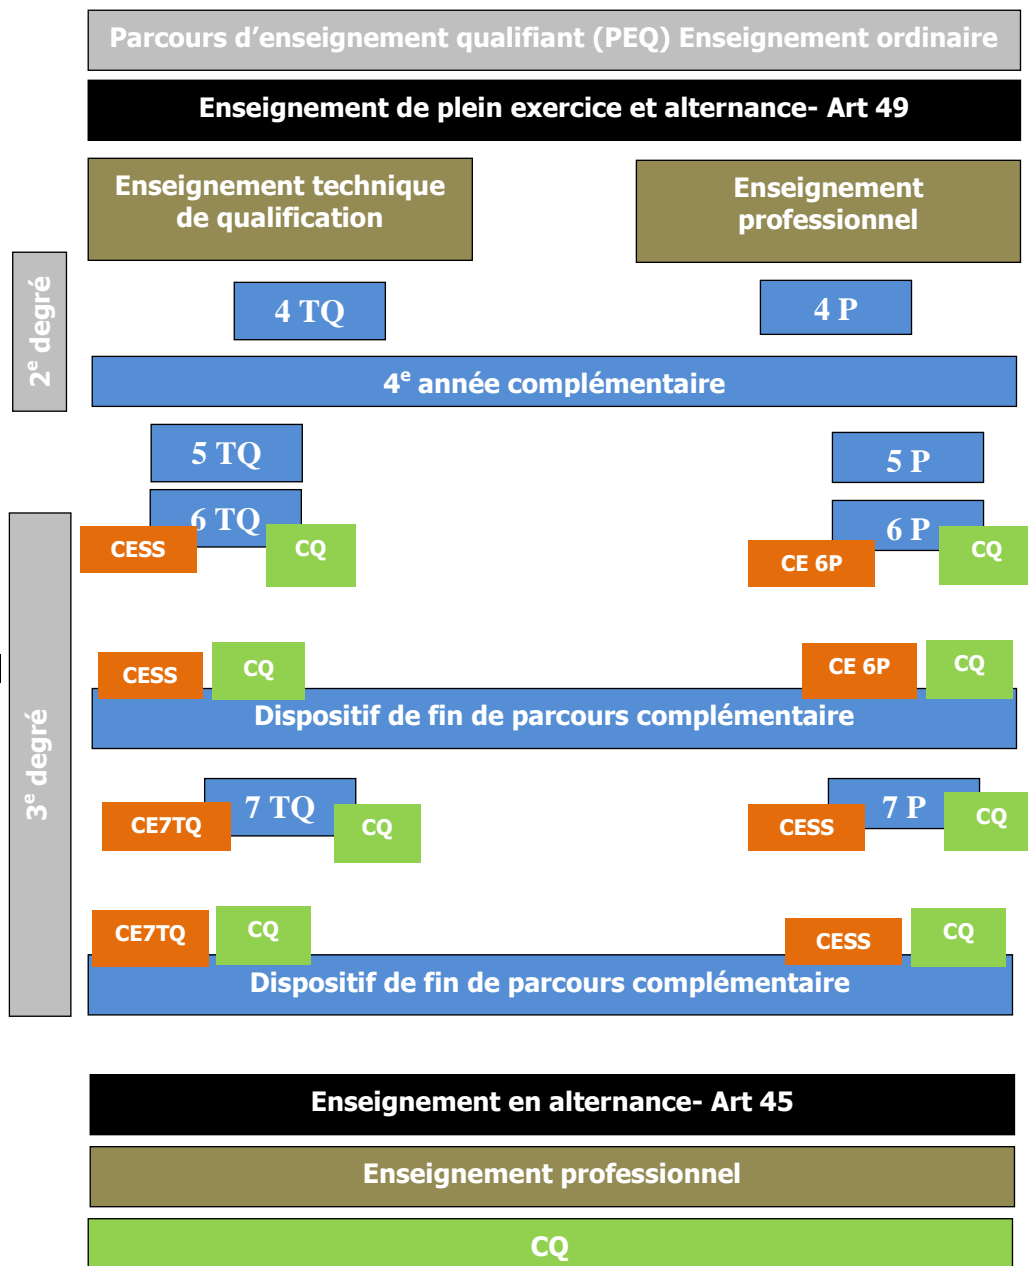 Parcours d'enseignement qualifiant (PEQ) Enseignement ordinaire
Enseignement de plein exercice et alternance- Art 49
Enseignement technique
de qualification
Enseignement
professionnel
2e degré
4 TQ
4 P
4e année complémentaire
5 TQ
5 P
6 TQ
6 P
CESS
CQ
CE 6P
CQ
3e degré
CESS
CQ
CE 6P
CQ
Dispositif de fin de parcours complémentaire
7 TQ
7 P
CE7TQ
CQ
CESS
CQ
CE7TQ
CQ
CESS
CQ
Dispositif de fin de parcours complémentaire
Enseignement en alternance- Art 45
Enseignement professionnel
CQ